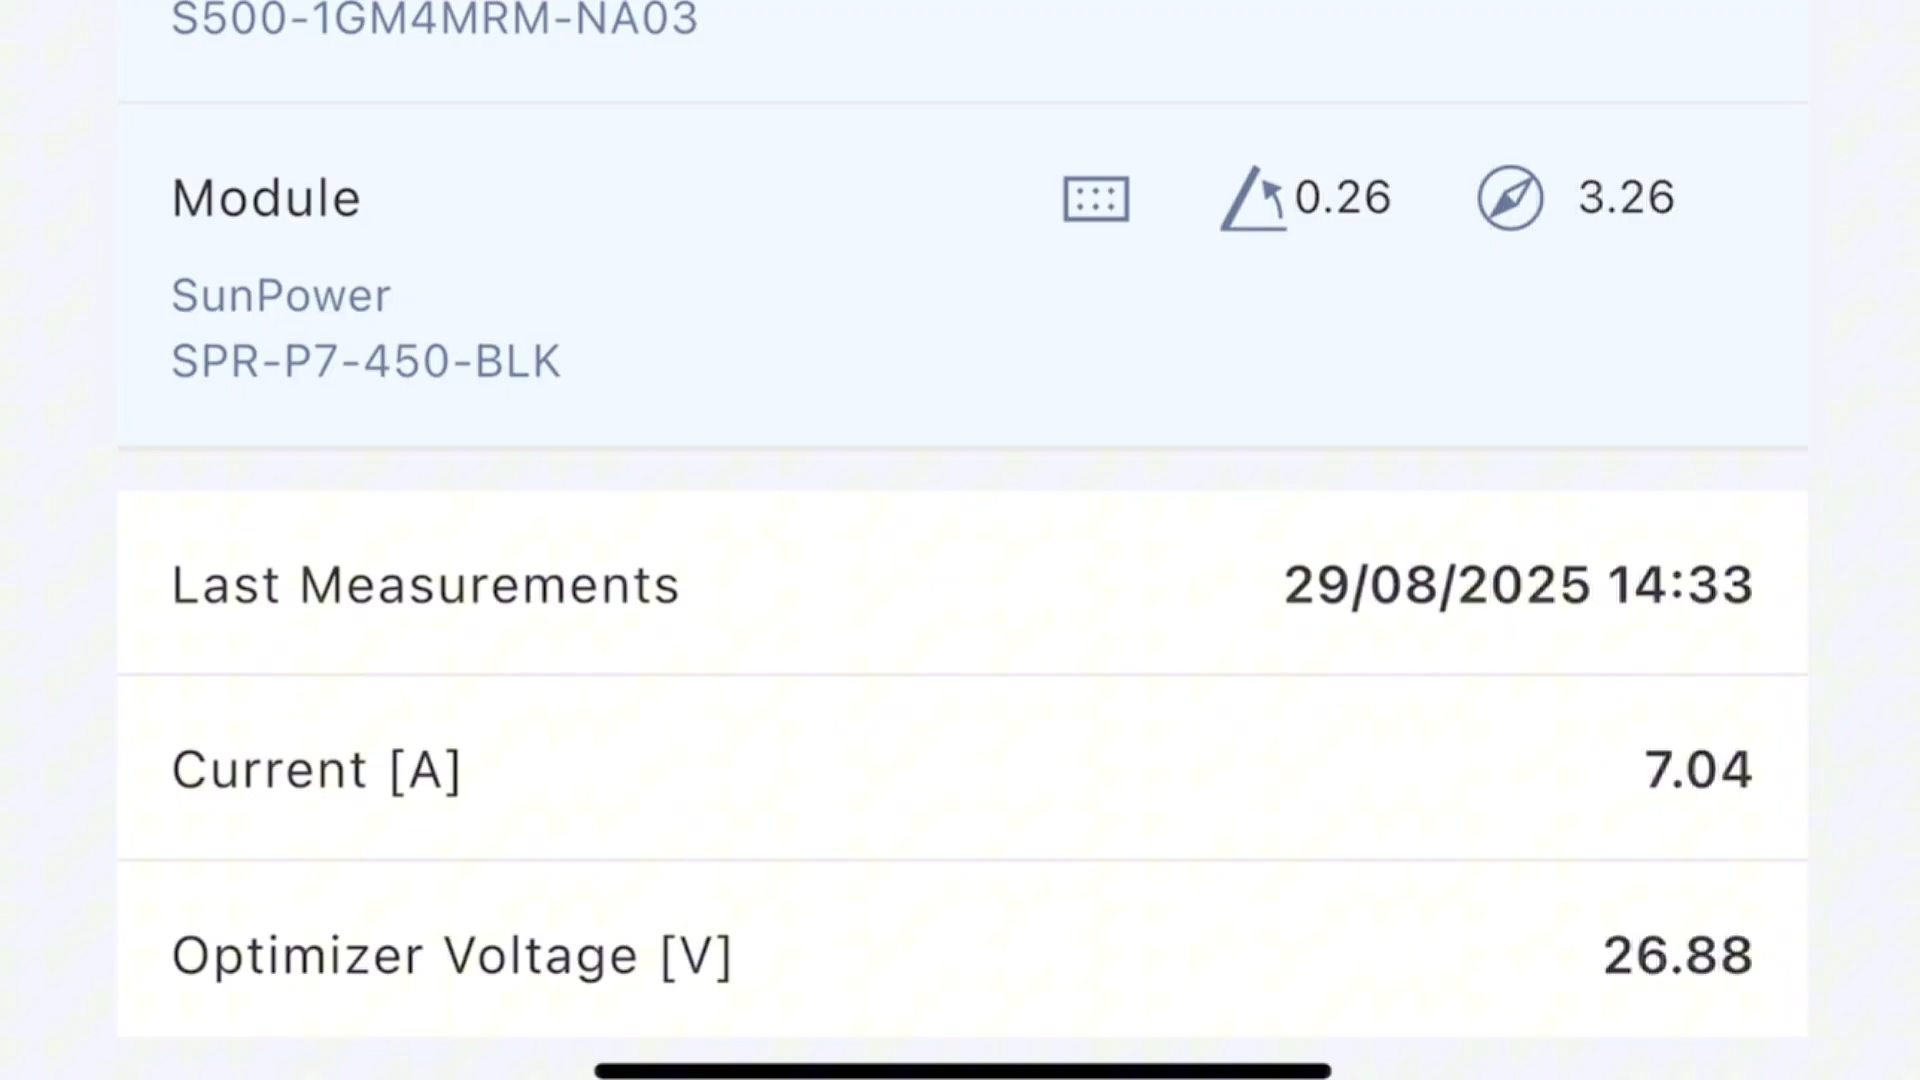 S500-1GM4MRM-NA03
Module 0.26 3.26
SunPower
SPR-P7-450-BLK
Last Measurements 29/08/2025 14:33
Current [A] 7.04
Optimizer Voltage [V] 26.88